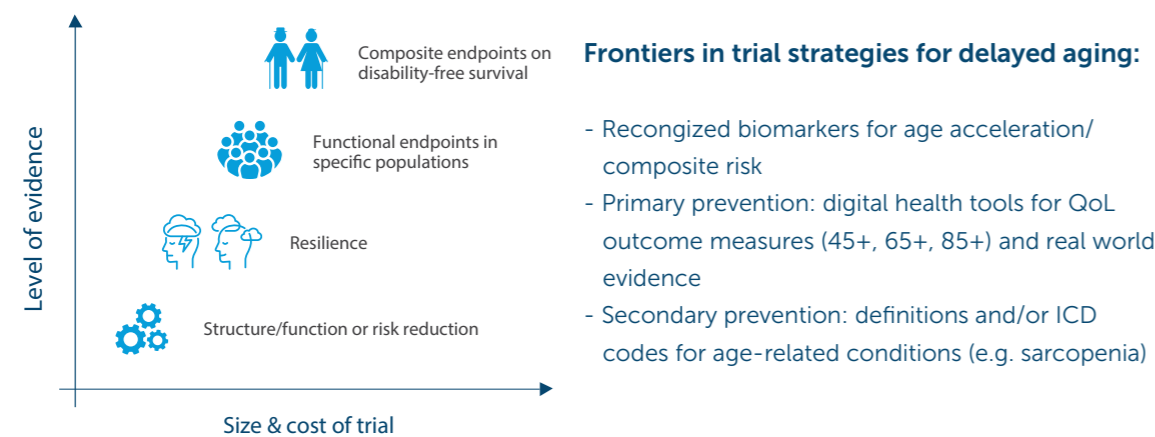 Level of evidence
Composite endpoints on
disability-free survival
Functional endpoints in
specific populations
Resilience
Structure/function or risk reduction
Size & cost of trial
Frontiers in trial strategies for delayed aging:
- Recongized biomarkers for age acceleration/
composite risk
- Primary prevention: digital health tools for QoL
outcome measures (45+, 65+, 85+) and real world
evidence
- Secondary prevention: definitions and/or ICD
codes for age-related conditions (e.g. sarcopenia)